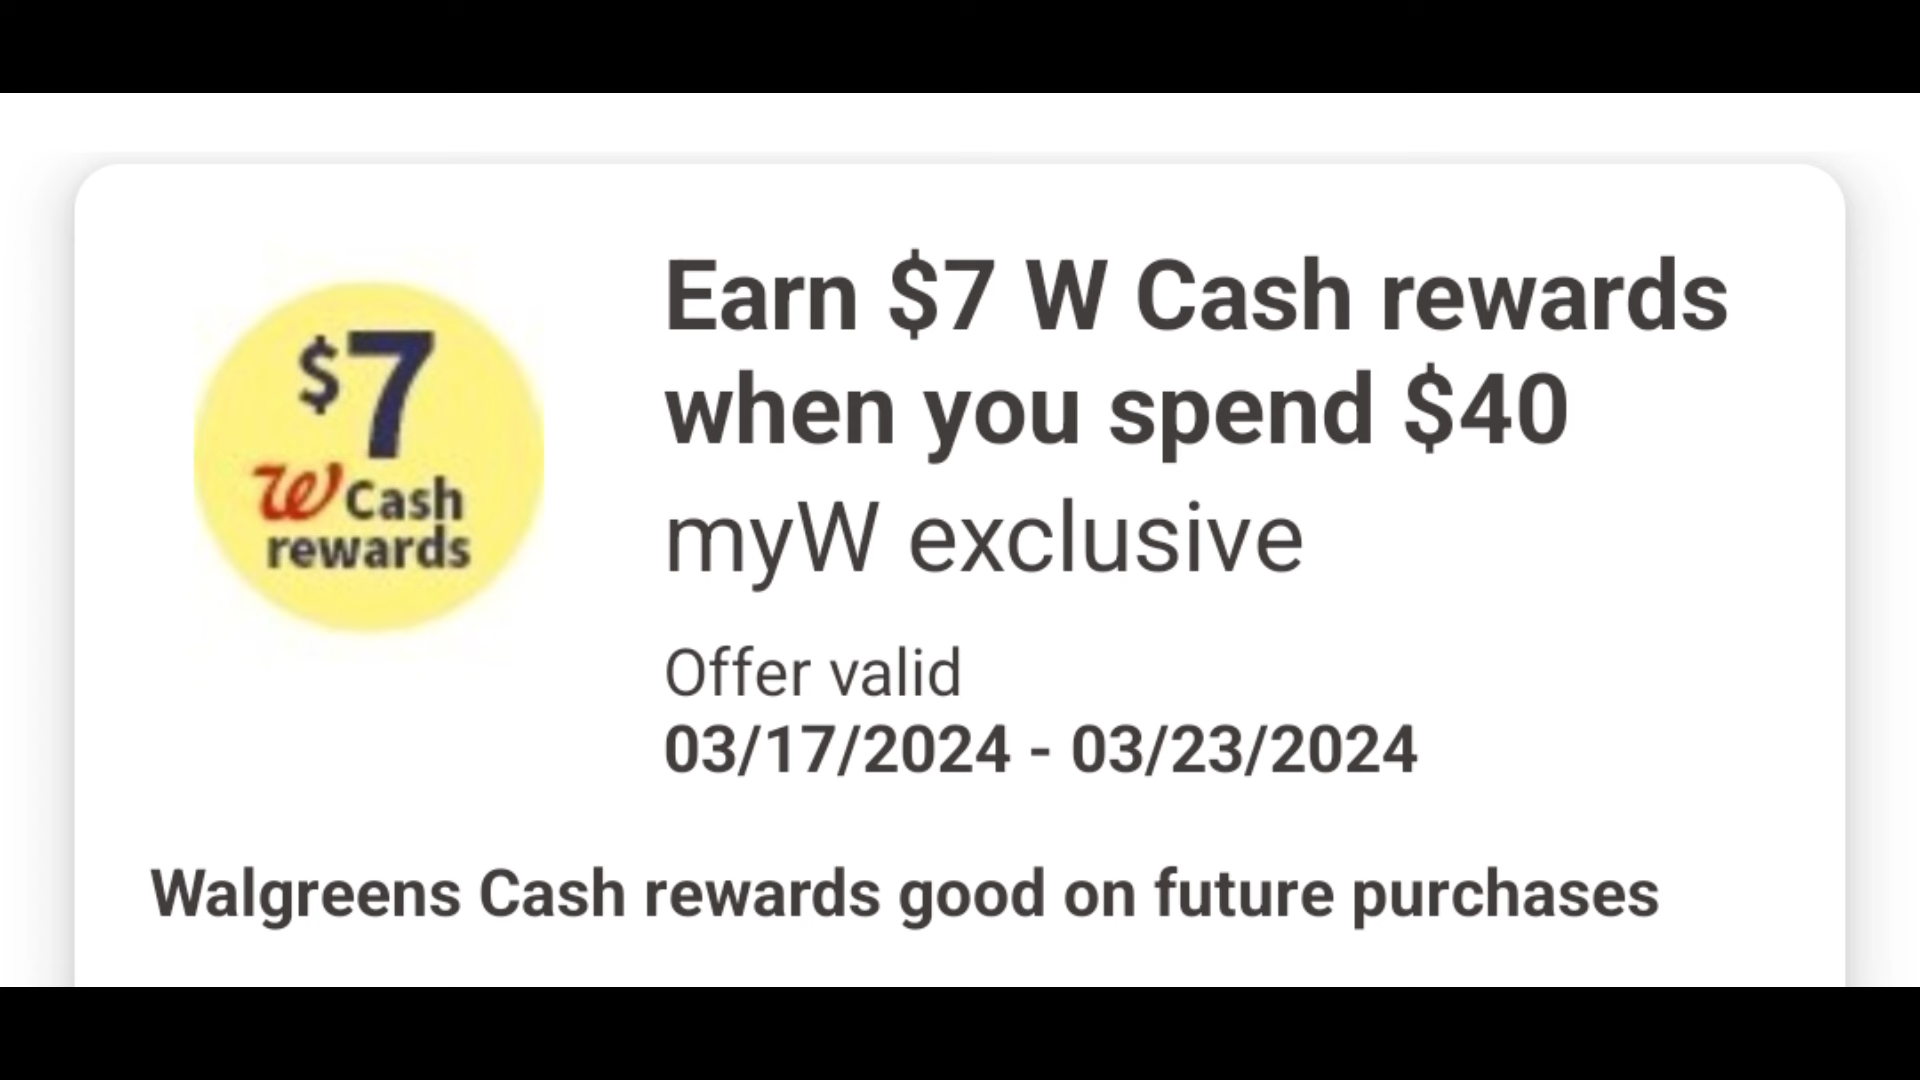 $7
W Cash
rewards
Earn $7 W Cash rewards
when you spend $40
myW exclusive
Offer valid
03/17/2024 - 03/23/2024
Walgreens Cash rewards good on future purchases